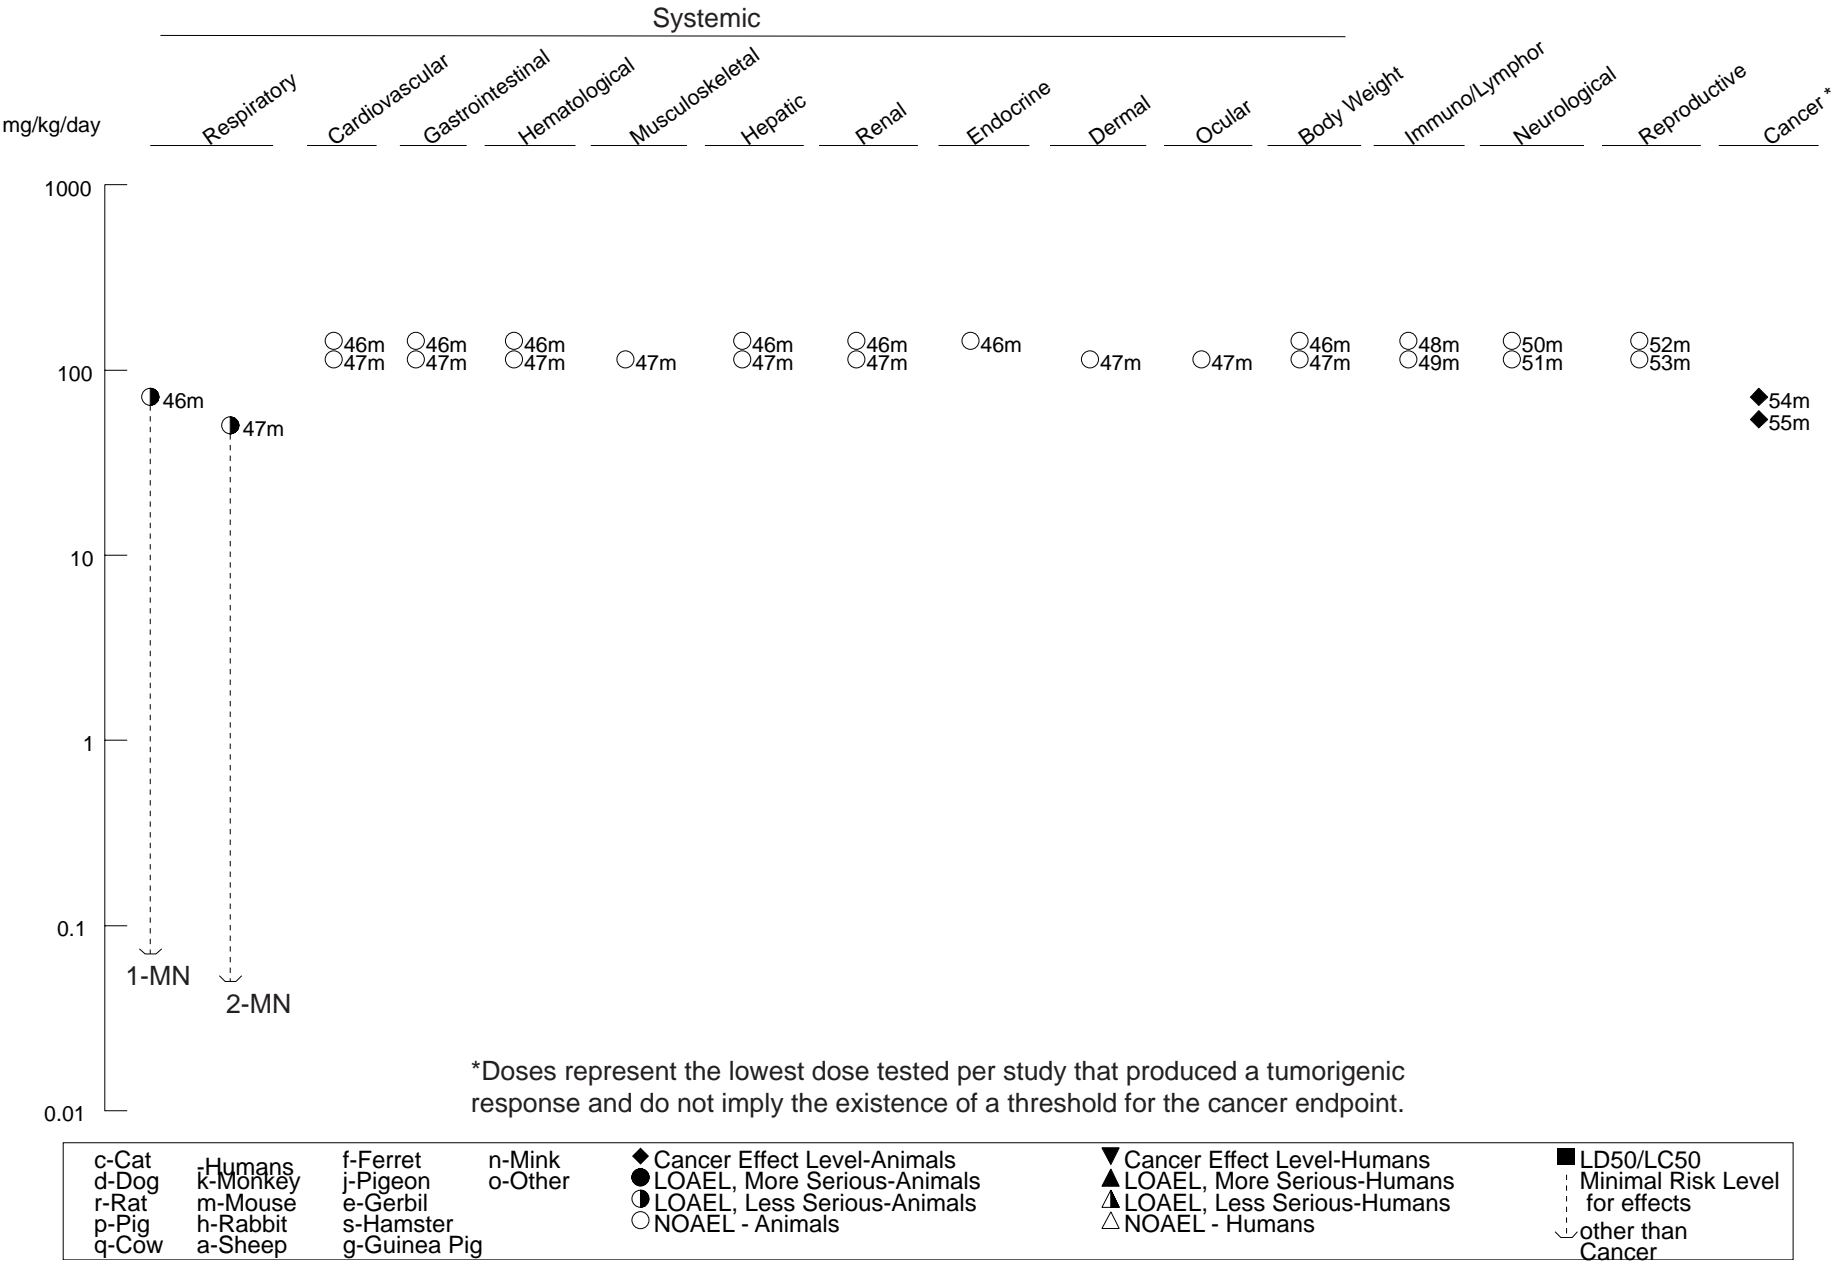 Systemic
mg/kg/day
Respiratory
Cardiovascular
Gastrointestinal
Hematological
Musculoskeletal
Hepatic
Renal
Endocrine
Dermal
Ocular
Body Weight
Immuno/Lymphor
Neurological
Reproductive
Cancer *
1000
46m 46m 46m 46m 46m 46m 46m 48m 50m 52m
47m 47m 47m 47m 47m 47m 47m 47m 47m 49m 51m 53m
100
46m 54m
47m 55m
10
1
0.1
1-MN
2-MN
*Doses represent the lowest dose tested per study that produced a tumorigenic
response and do not imply the existence of a threshold for the cancer endpoint.
0.01
c-Cat -Humans f-Ferret n-Mink Cancer Effect Level-Animals Cancer Effect Level-Humans LD50/LC50
d-Dog k-Monkey j-Pigeon o-Other LOAEL, More Serious-Animals LOAEL, More Serious-Humans Minimal Risk Level
r-Rat m-Mouse e-Gerbil LOAEL, Less Serious-Animals LOAEL, Less Serious-Humans for effects
p-Pig h-Rabbit s-Hamster NOAEL - Animals NOAEL - Humans other than
q-Cow a-Sheep g-Guinea Pig Cancer